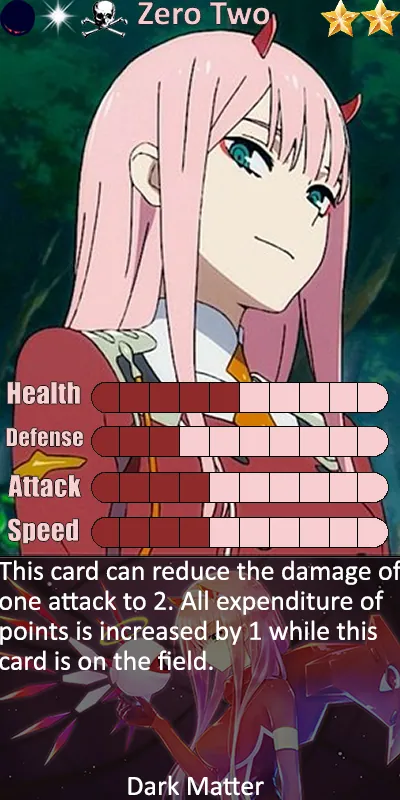 Zero Two
Health
Defense
Attack
Speed
This card can reduce the damage of
one attack to 2. All expenditure of
points is increased by 1 while this
card is on the field.
Dark Matter